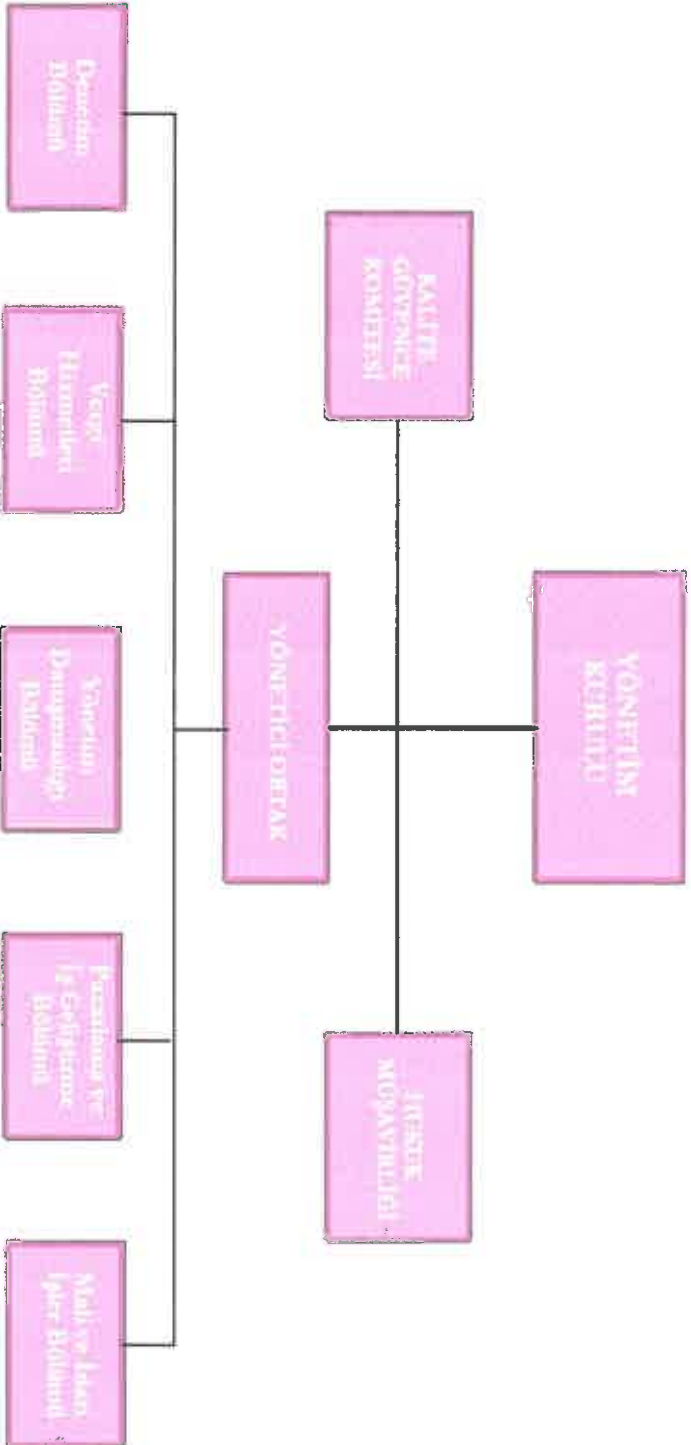 YÖNETİM
KURULU
KALİTE
GÜVENCE
KOMİTESİ
HUKUK
MÜŞAVİRLİĞİ
YÖNETİCİ ORTAK
Denetim
Bölümü
Vergi
Hizmetleri
Bölümü
Yönetim
Danışmanlığı
Bölümü
Pazarlama ve
İş Geliştirme
Bölümü
Mali ve İdari
İşler Bölümü